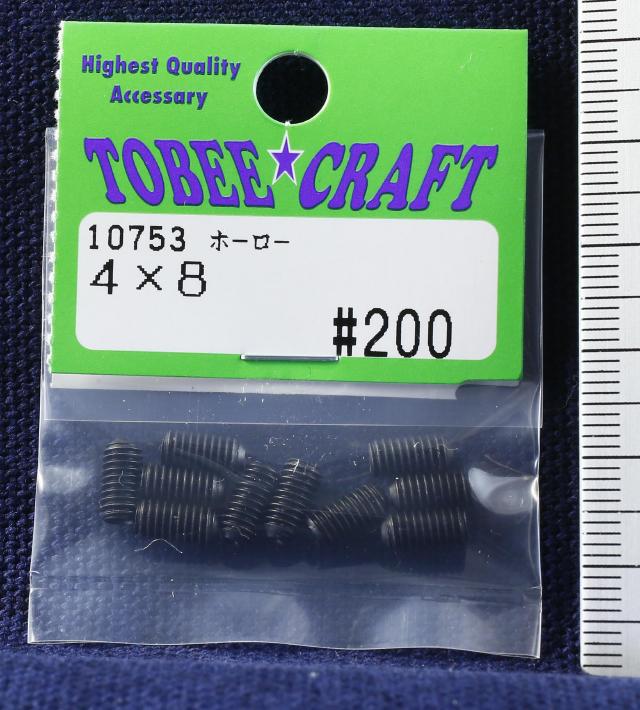 Highest Quality
Accessary
TOBEE★CRAFT
10753 ホーロー
4×8
#200